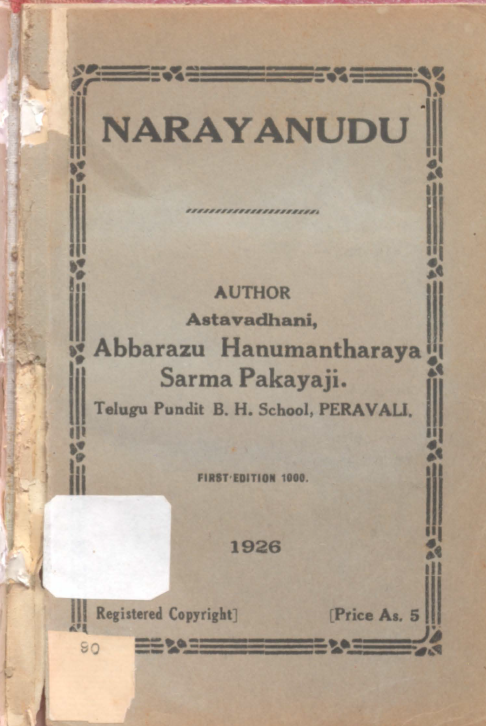 NARAYANUDU
AUTHOR
Astavadhani,
Abbarazu Hanumantharaya
Sarma Pakayaji.
Telugu Pundit B. H. School, PERAVALI.
FIRST-EDITION 1000.
1926
Registered Copyright]    [Price As. 5
90